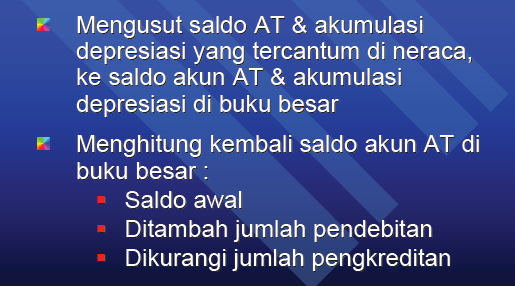 Mengusut saldo AT & akumulasi
depresiasi yang tercantum di neraca,
ke saldo akun AT & akumulasi
depresiasi di buku besar
Menghitung kembali saldo akun AT di
buku besar :
Saldo awal
Ditambah jumlah pendebitan
Dikurangi jumlah pengkreditan